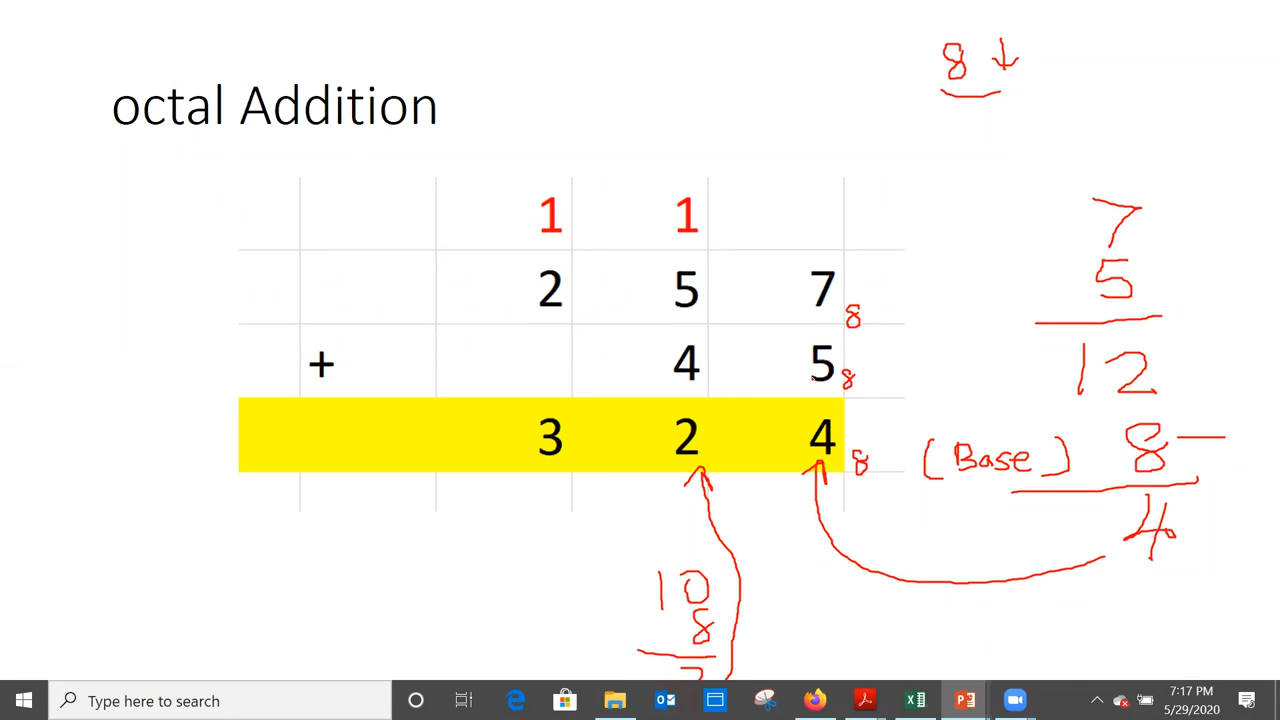 8 ↓
octal Addition
1 1
2 5 7 8
+ 4 5 8
3 2 4 8
7
5
12
(Base) 8 —
4
10
8
Type here to search
7:17 PM
5/29/2020